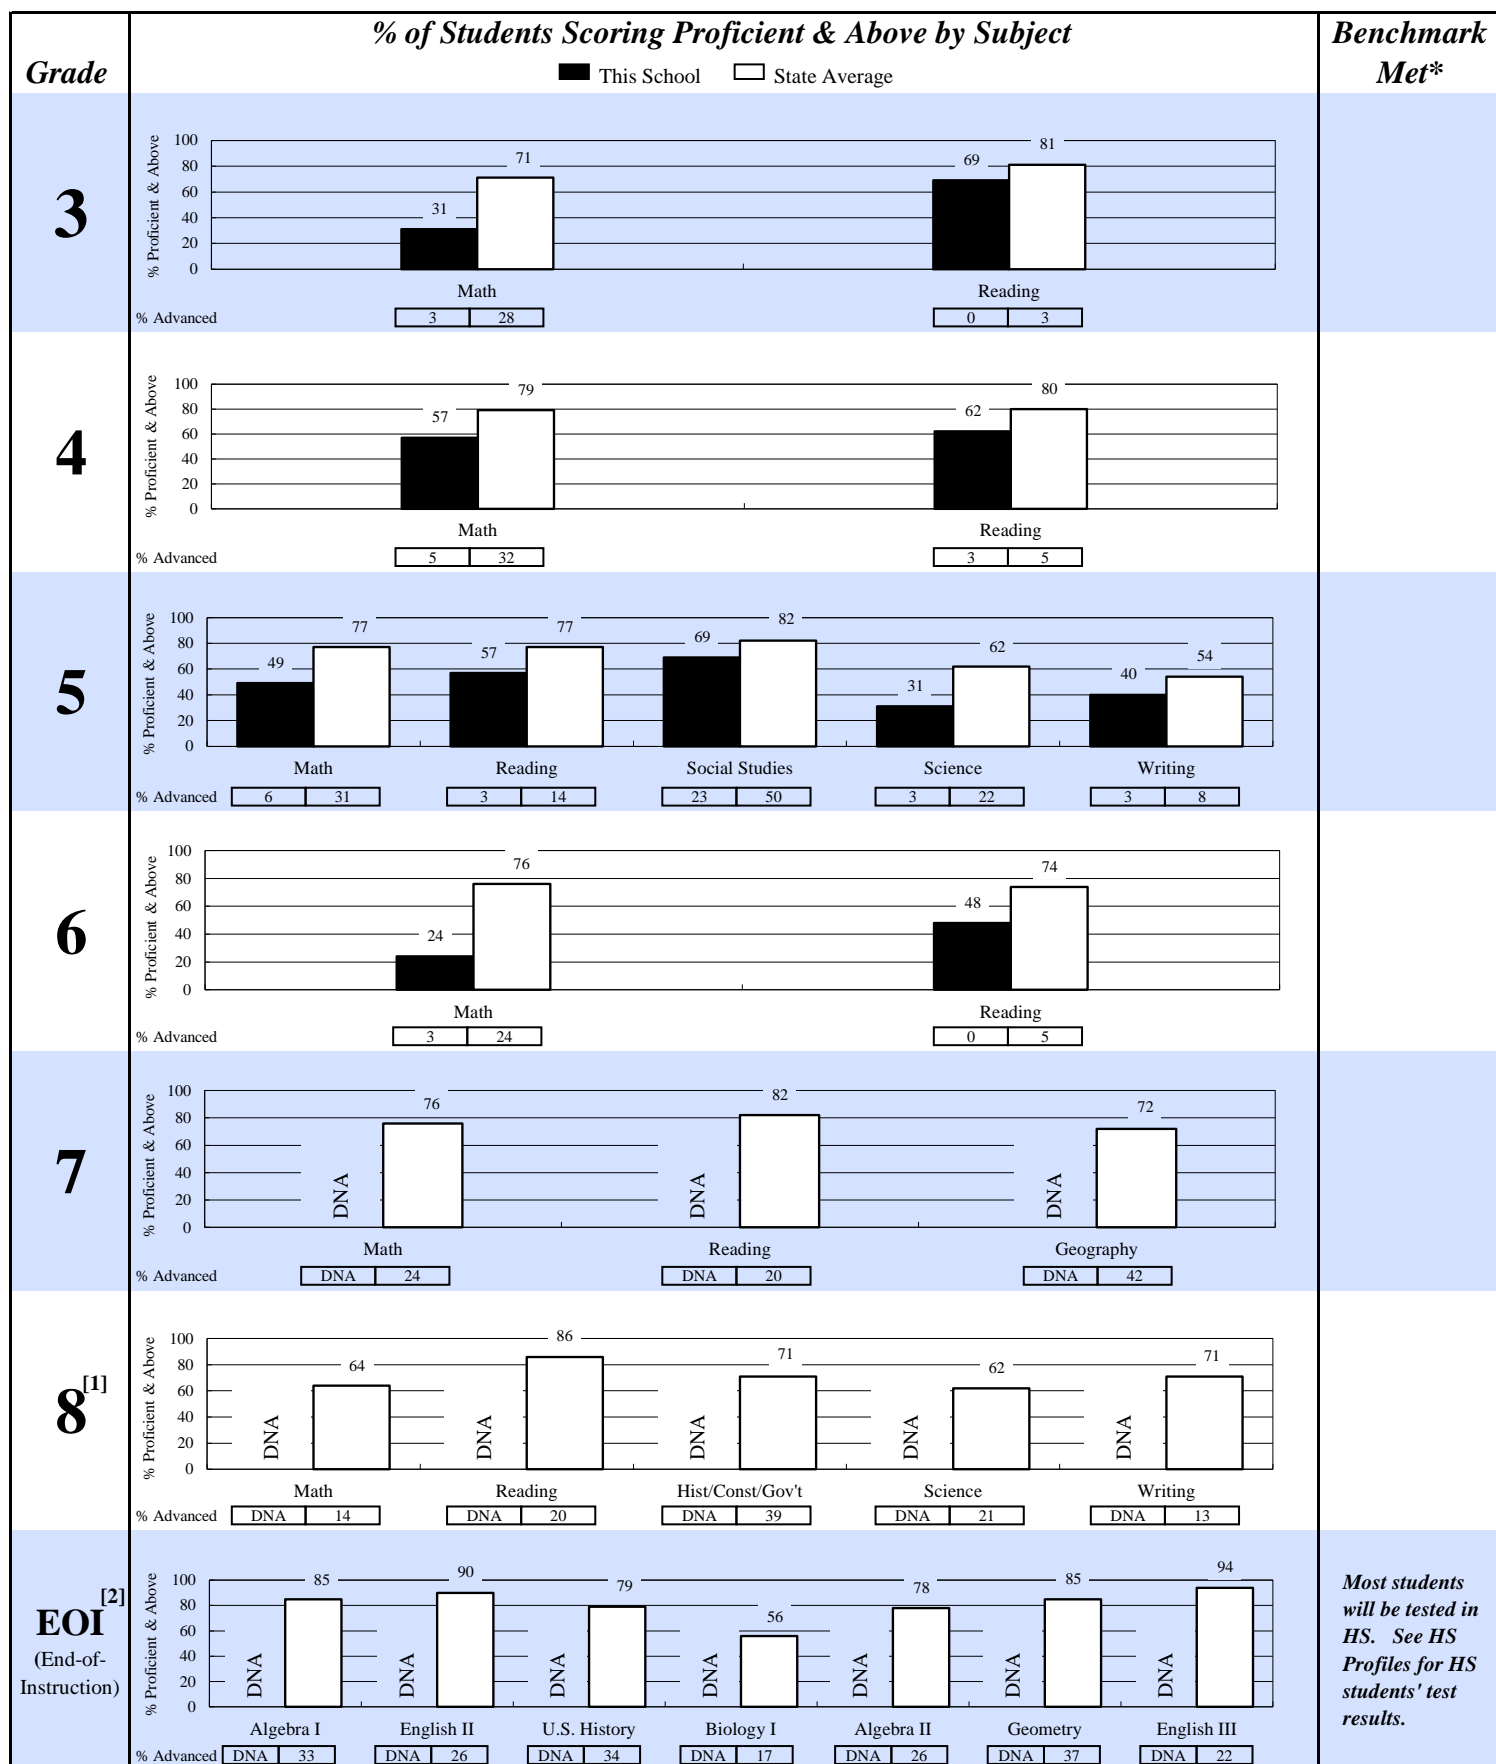 % of Students Scoring Proficient & Above by Subject
Benchmark
Met*
Grade
This School State Average
3
% Proficient & Above
100
80
60
40
20
0
31 71 69 81
Math Reading
% Advanced 3 28 0 3
4
% Proficient & Above
100
80
60
40
20
0
57 79 62 80
Math Reading
% Advanced 5 32 3 5
5
% Proficient & Above
100
80
60
40
20
0
49 77 57 77 69 82 31 62 40 54
Math Reading Social Studies Science Writing
% Advanced 6 31 3 14 23 50 3 22 3 8
6
% Proficient & Above
100
80
60
40
20
0
24 76 48 74
Math Reading
% Advanced 3 24 0 5
7
% Proficient & Above
100
80
60
40
20
0
DNA 76 DNA 82 DNA 72
Math Reading Geography
% Advanced DNA 24 DNA 20 DNA 42
8[1]
% Proficient & Above
100
80
60
40
20
0
DNA 64 DNA 86 DNA 71 DNA 62 DNA 71
Math Reading Hist/Const/Gov't Science Writing
% Advanced DNA 14 DNA 20 DNA 39 DNA 21 DNA 13
EOI[2]
(End-of-
Instruction)
% Proficient & Above
100
80
60
40
20
0
DNA 85 DNA 90 DNA 79 DNA 56 DNA 78 DNA 85 DNA 94
Algebra I English II U.S. History Biology I Algebra II Geometry English III
% Advanced DNA 33 DNA 26 DNA 34 DNA 17 DNA 26 DNA 37 DNA 22
Most students
will be tested in
HS. See HS
Profiles for HS
students' test
results.